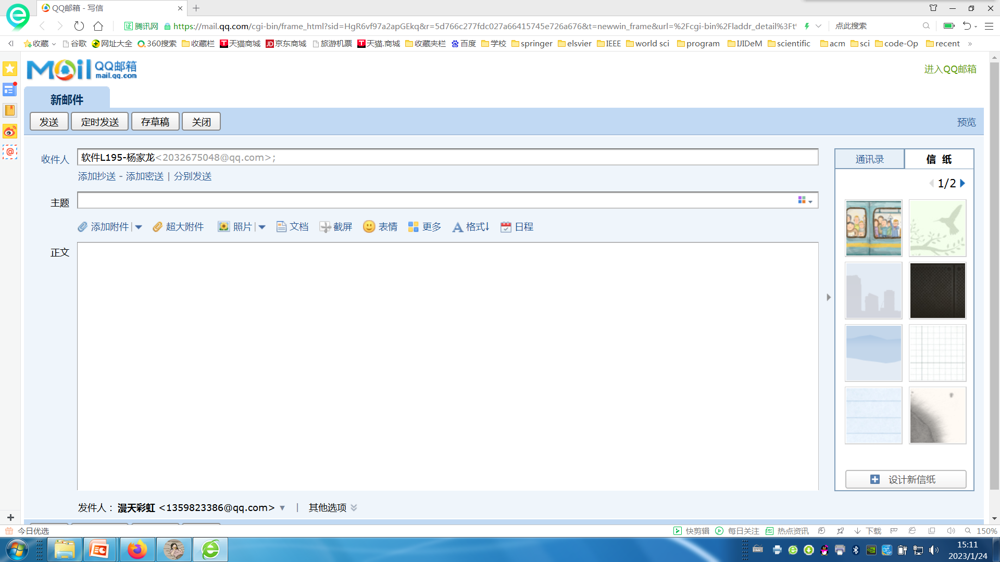 QQ邮箱 - 写信
腾讯网 https://mail.qq.com/cgi-bin/frame_html?sid=HgR6vf97a2apGEkq&r=5d766c277fdc027a66415745e726a676&t=newwin_frame&url=%2Fcgi-bin%2Fladdr_detail%3Ft 点此搜索
收藏 谷歌 网址大全 360搜索 收藏栏 天猫商城 京东商城 旅游机票 天猫.商城 收藏夹栏 百度 学校 springer elsvier IEEE world sci program IJIDeM scientific acm sci code-Op recent »
Mail QQ邮箱
mail.qq.com
进入QQ邮箱
新邮件
发送 定时发送 存草稿 关闭 预览
收件人 软件L195-杨家龙<2032675048@qq.com>;
添加抄送 - 添加密送 | 分别发送
主题
添加附件 | 超大附件 照片 | 文档 截屏 表情 更多 格式↓ 日程
正文
通讯录 信 纸
1/2
设计新信纸
发件人：漫天彩虹 <1359823386@qq.com> | 其他选项
今日优选 快剪辑 每日关注 热点资讯 下载 150%
15:11
2023/1/24